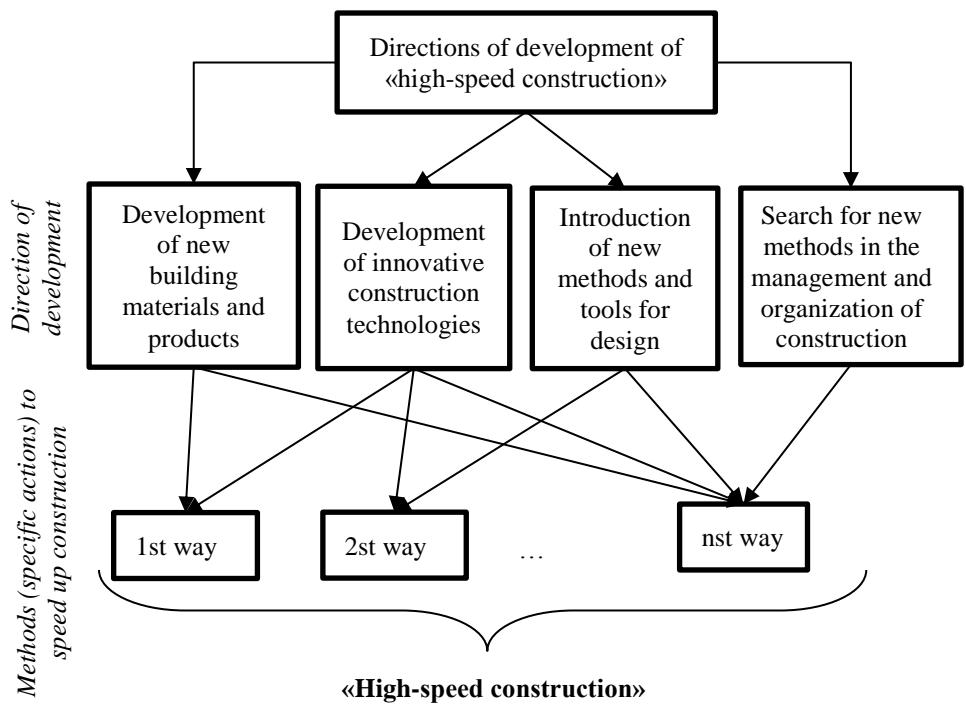 Directions of development of
«high-speed construction»
Direction of
development
Development
of new
building
materials and
products
Development
of innovative
construction
technologies
Introduction
of new
methods and
tools for
design
Search for new
methods in the
management and
organization of
construction
Methods (specific actions) to
speed up construction
1st way
2st way
…
nst way
«High-speed construction»